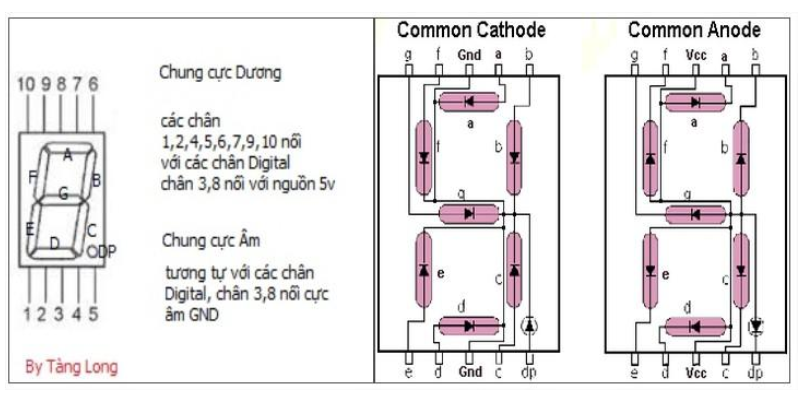 10 9 8 7 6
A
F
B
G
E
C
D
DP
1 2 3 4 5
By Tàng Long
Chung cực Dương
các chân
1,2,4,5,6,7,9,10 nối
với các chân Digital
chân 3,8 nối với nguồn 5v
Chung cực Âm
tương tự với các chân
Digital, chân 3,8 nối cực
âm GND
Common Cathode
g f Gnd a b
a
f b
g
e c
d
e d Gnd c dp
Common Anode
g f Vcc a b
a
f b
g
e c
d
e d Vcc c dp